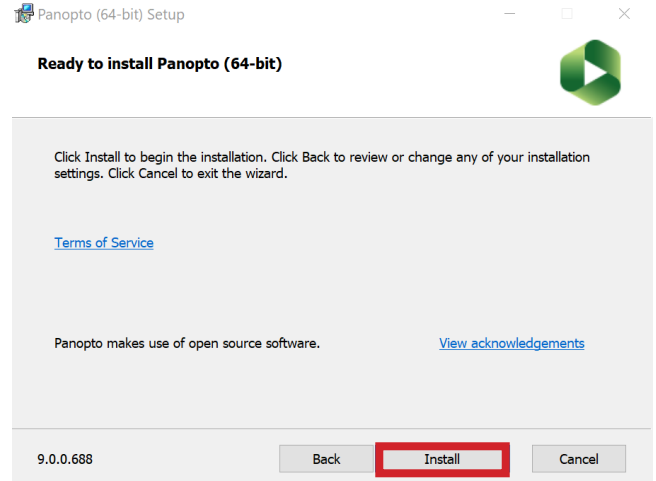 Panopto (64-bit) Setup
Ready to install Panopto (64-bit)
Click Install to begin the installation. Click Back to review or change any of your installation
settings. Click Cancel to exit the wizard.
Terms of Service
Panopto makes use of open source software. View acknowledgements
9.0.0.688 Back Install Cancel